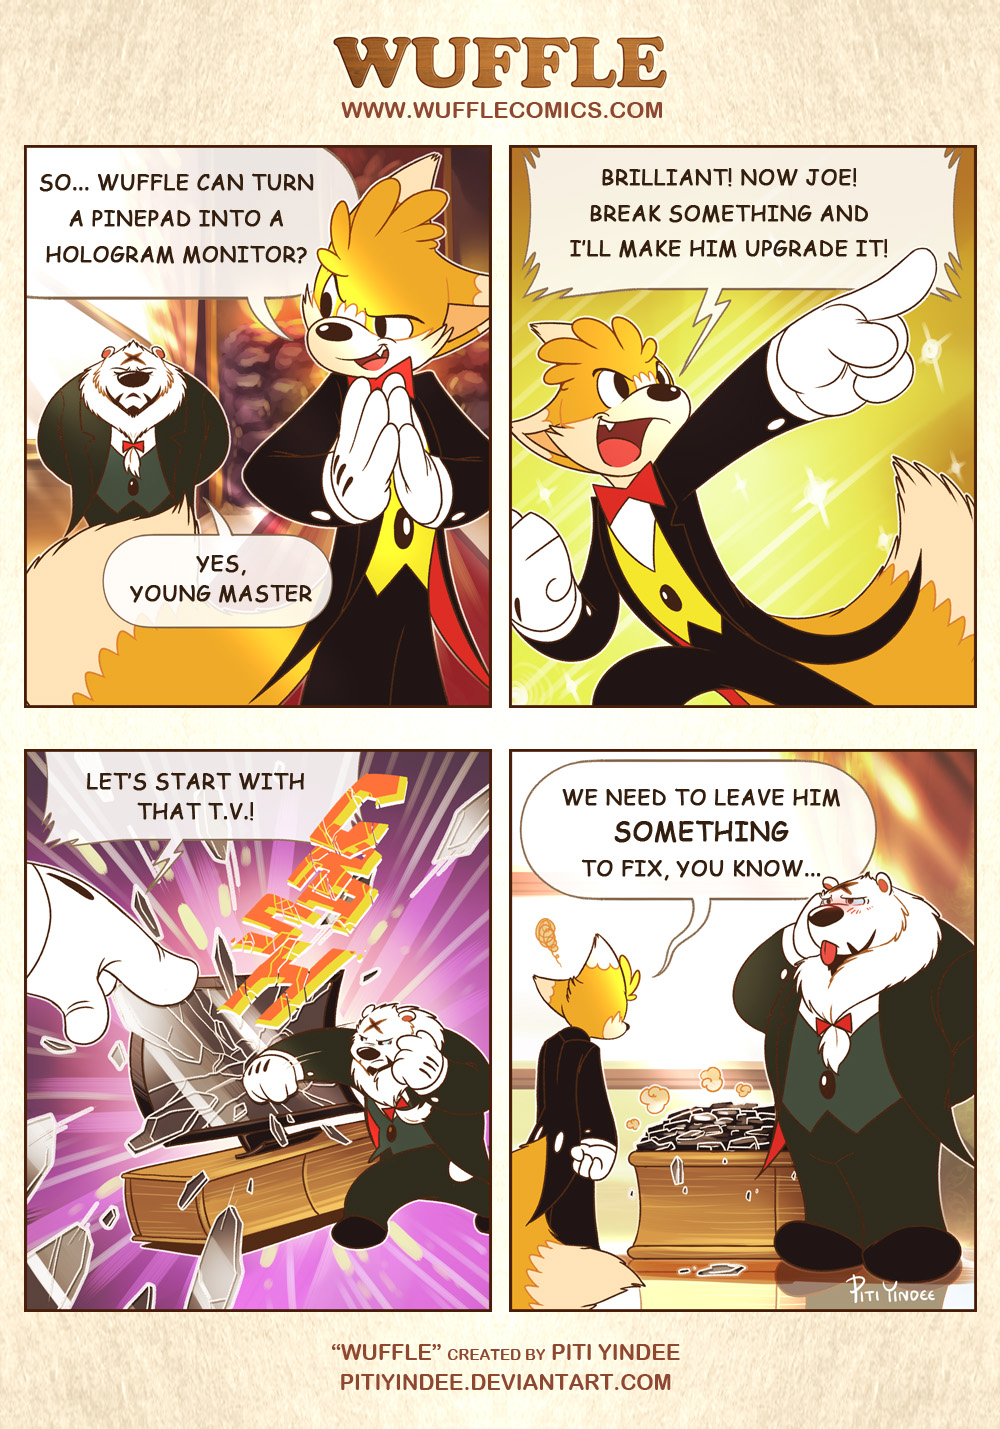 WUFFLE
WWW.WUFFLECOMICS.COM
SO... WUFFLE CAN TURN
A PINEPAD INTO A
HOLOGRAM MONITOR?
YES,
YOUNG MASTER
BRILLIANT! NOW JOE!
BREAK SOMETHING AND
I'LL MAKE HIM UPGRADE IT!
LET'S START WITH
THAT T.V.!
WE NEED TO LEAVE HIM
SOMETHING
TO FIX, YOU KNOW...
PITI YINDEE
"WUFFLE" CREATED BY PITI YINDEE
PITIYINDEE.DEVIANTART.COM